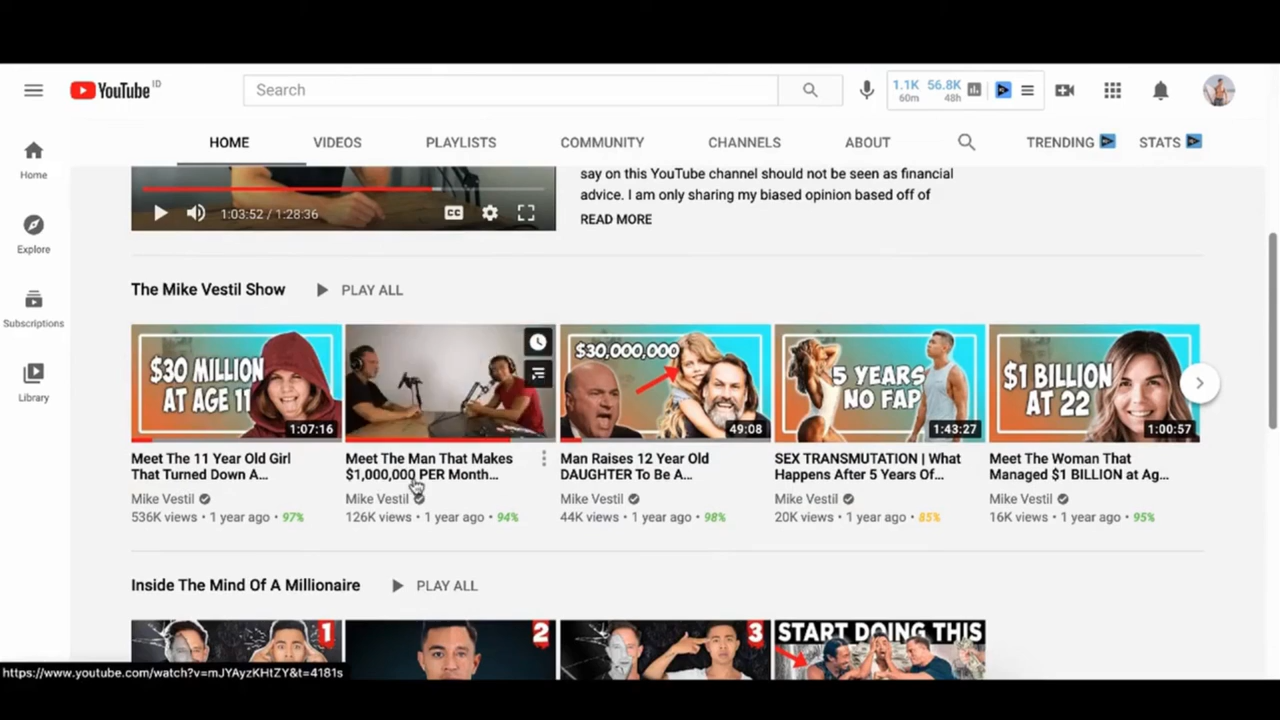 YouTube ID
Search
1.1K 56.8K
60m 48h
HOME VIDEOS PLAYLISTS COMMUNITY CHANNELS ABOUT TRENDING STATS
Home
Explore
Subscriptions
Library
1:03:52 / 1:28:36
CC
say on this YouTube channel should not be seen as financial
advice. I am only sharing my biased opinion based off of
READ MORE
The Mike Vestil Show PLAY ALL
$30 MILLION
AT AGE 11
1:07:16
Meet The 11 Year Old Girl
That Turned Down A...
Mike Vestil
536K views • 1 year ago • 97%
Meet The Man That Makes
$1,000,000 PER Month...
Mike Vestil
126K views • 1 year ago • 94%
$30,000,000
49:08
Man Raises 12 Year Old
DAUGHTER To Be A...
Mike Vestil
44K views • 1 year ago • 98%
5 YEARS
NO FAP
1:43:27
SEX TRANSMUTATION | What
Happens After 5 Years Of...
Mike Vestil
20K views • 1 year ago • 85%
$1 BILLION
AT 22
1:00:57
Meet The Woman That
Managed $1 BILLION at Ag...
Mike Vestil
16K views • 1 year ago • 95%
Inside The Mind Of A Millionaire PLAY ALL
1
2
3
START DOING THIS
https://www.youtube.com/watch?v=mJYAyzKHtZY&t=4181s